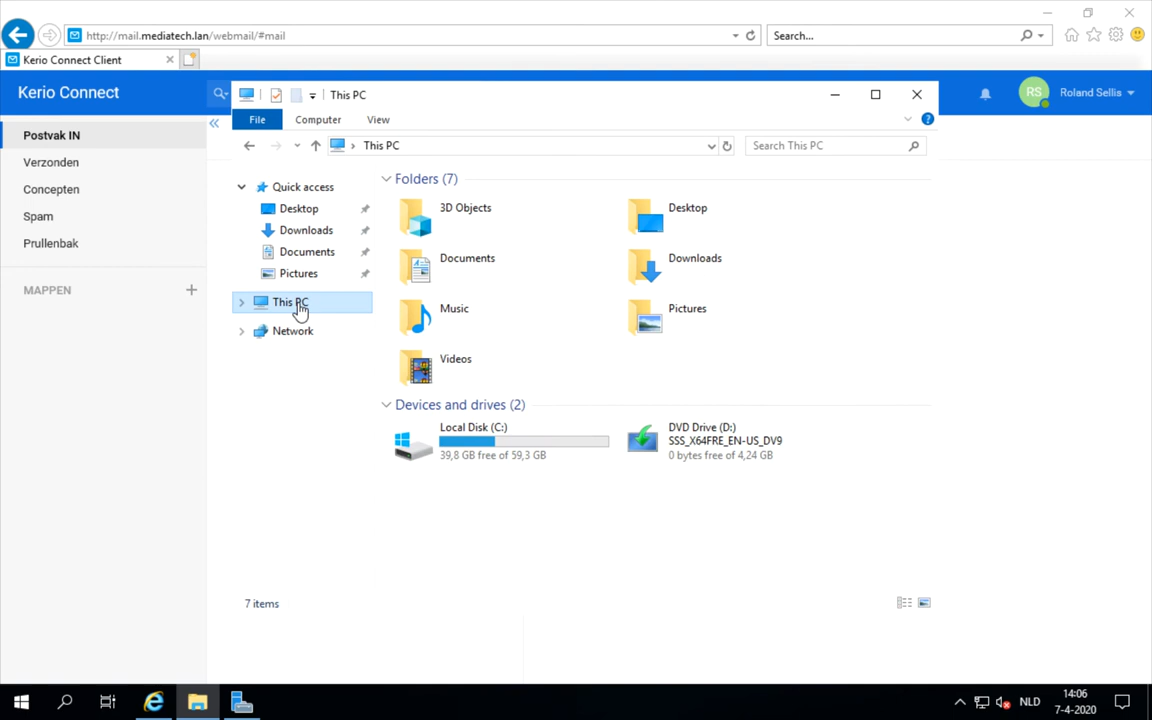 http://mail.mediatech.lan/webmail/#mail
Search...
Kerio Connect Client
Kerio Connect
RS
Roland Sellis
Postvak IN
Verzonden
Concepten
Spam
Prullenbak
MAPPEN
This PC
File
Computer
View
This PC
Search This PC
Quick access
Desktop
Downloads
Documents
Pictures
This PC
Network
Folders (7)
3D Objects
Desktop
Documents
Downloads
Music
Pictures
Videos
Devices and drives (2)
Local Disk (C:)
39,8 GB free of 59,3 GB
DVD Drive (D:)
SSS_X64FRE_EN-US_DV9
0 bytes free of 4,24 GB
7 items
NLD
14:06
7-4-2020